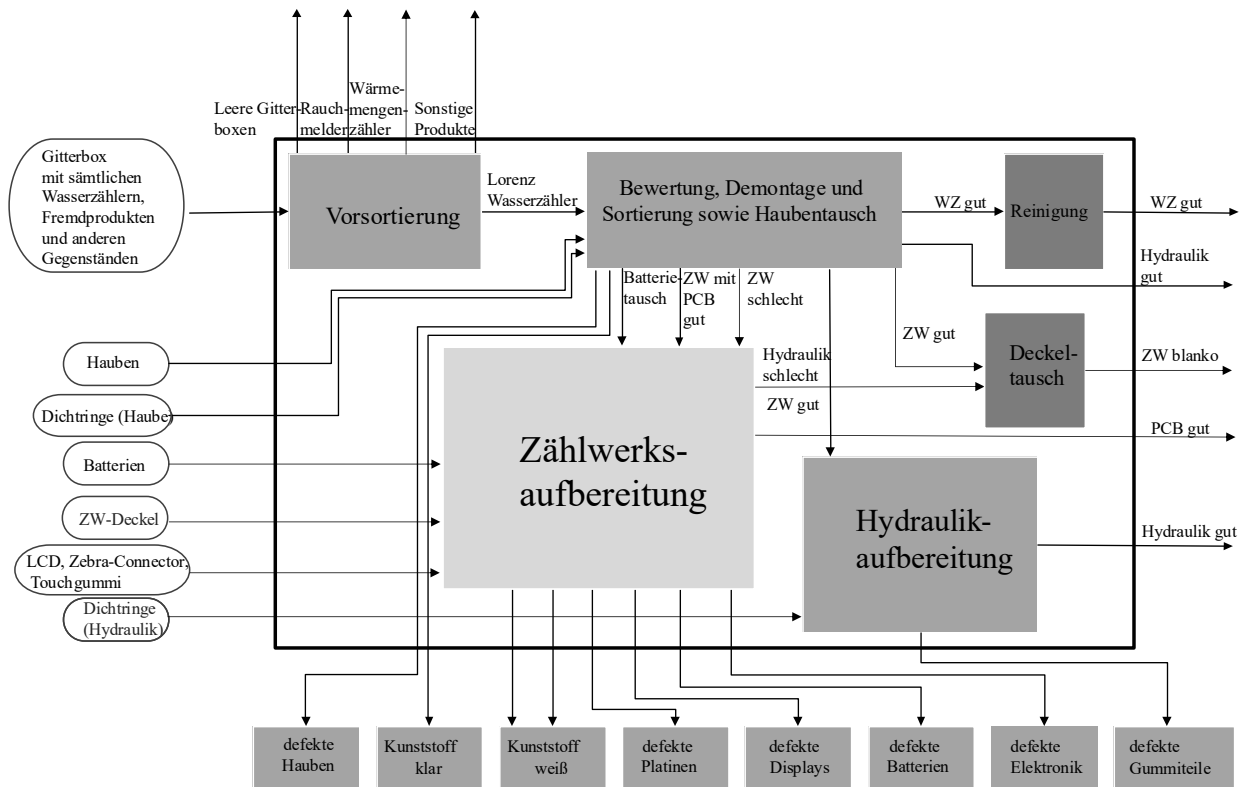 Leere Gitter-
boxen
Rauch-
melder
Wärme-
mengen-
zähler
Sonstige
Produkte
Gitterbox
mit sämtlichen
Wasserzählern,
Fremdprodukten
und anderen
Gegenständen
Vorsortierung
Lorenz
Wasserzähler
Bewertung, Demontage und
Sortierung sowie Haubentausch
WZ gut
Reinigung
WZ gut
Hydraulik
gut
Batterie-
tausch
ZW mit
PCB
gut
ZW
schlecht
ZW gut
Hauben
Dichtringe (Haube)
Batterien
ZW-Deckel
LCD, Zebra-Connector,
Touchgummi
Dichtringe
(Hydraulik)
Zählwerks-
aufbereitung
Hydraulik
schlecht
ZW gut
Deckel-
tausch
ZW blanko
PCB gut
Hydraulik-
aufbereitung
Hydraulik gut
defekte
Hauben
Kunststoff
klar
Kunststoff
weiß
defekte
Platinen
defekte
Displays
defekte
Batterien
defekte
Elektronik
defekte
Gummiteile